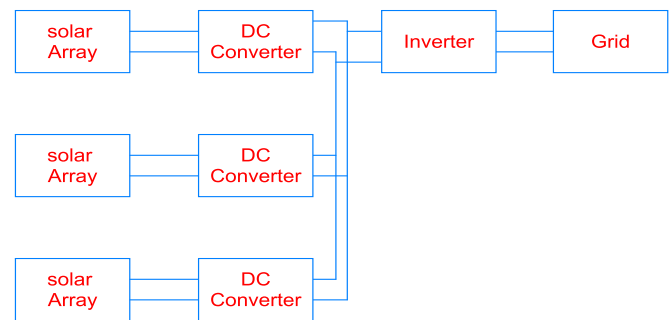 solar
Array
DC
Converter
Inverter
Grid
solar
Array
DC
Converter
solar
Array
DC
Converter